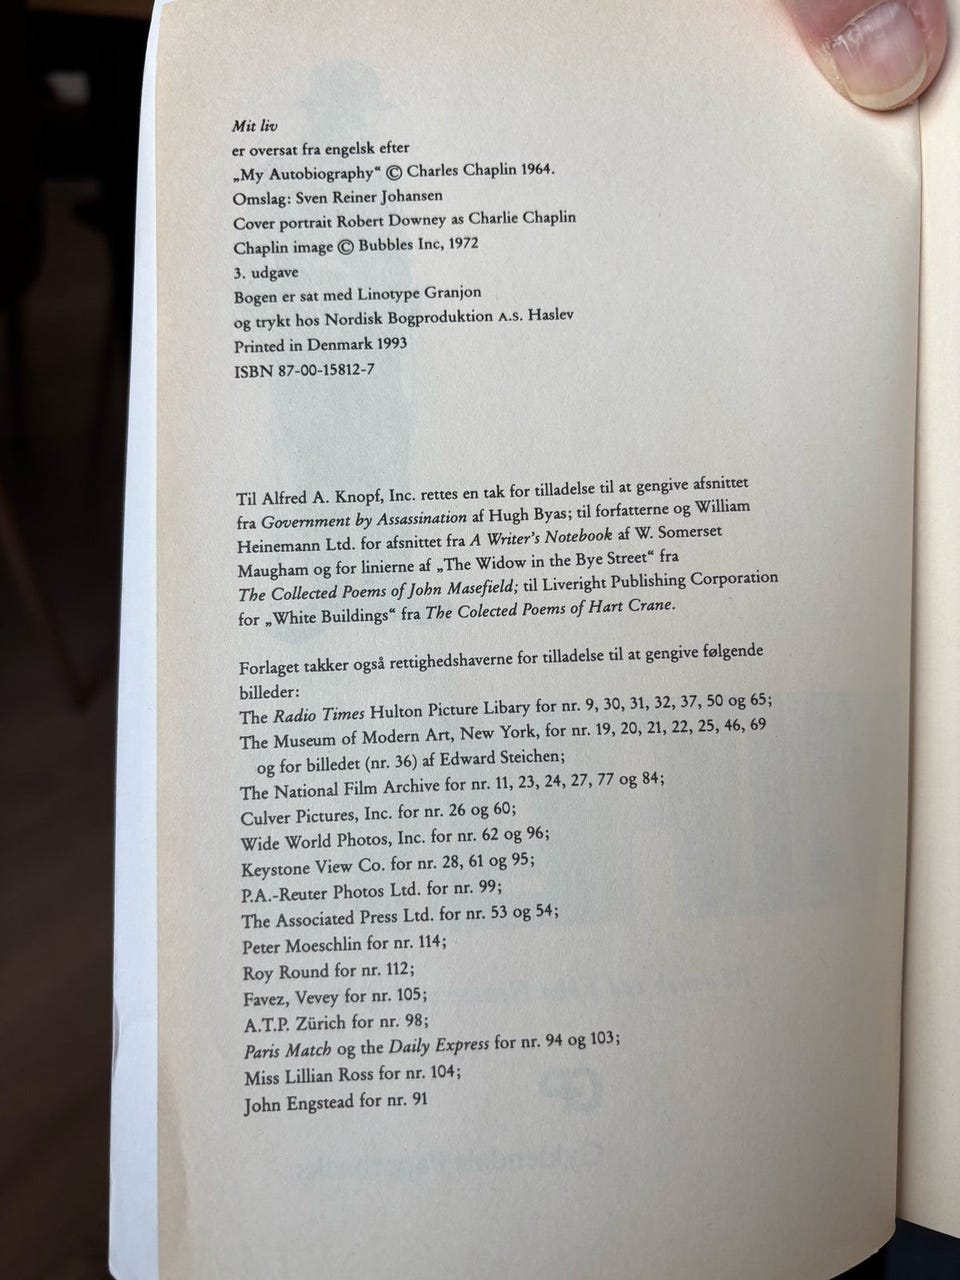 Mit liv
er oversat fra engelsk efter
„My Autobiography“ © Charles Chaplin 1964.
Omslag: Sven Reiner Johansen
Cover portrait Robert Downey as Charlie Chaplin
Chaplin image © Bubbles Inc, 1972
3. udgave
Bogen er sat med Linotype Granjon
og trykt hos Nordisk Bogproduktion A.S. Haslev
Printed in Denmark 1993
ISBN 87-00-15812-7
Til Alfred A. Knopf, Inc. rettes en tak for tilladelse til at gengive afsnittet
fra Government by Assassination af Hugh Byas; til forfatterne og William
Heinemann Ltd. for afsnittet fra A Writer's Notebook af W. Somerset
Maugham og for linierne af „The Widow in the Bye Street“ fra
The Collected Poems of John Masefield; til Liveright Publishing Corporation
for „White Buildings“ fra The Colected Poems of Hart Crane.
Forlaget takker også rettighedshaverne for tilladelse til at gengive følgende
billeder:
The Radio Times Hulton Picture Libary for nr. 9, 30, 31, 32, 37, 50 og 65;
The Museum of Modern Art, New York, for nr. 19, 20, 21, 22, 25, 46, 69
og for billedet (nr. 36) af Edward Steichen;
The National Film Archive for nr. 11, 23, 24, 27, 77 og 84;
Culver Pictures, Inc. for nr. 26 og 60;
Wide World Photos, Inc. for nr. 62 og 96;
Keystone View Co. for nr. 28, 61 og 95;
P.A.-Reuter Photos Ltd. for nr. 99;
The Associated Press Ltd. for nr. 53 og 54;
Peter Moeschlin for nr. 114;
Roy Round for nr. 112;
Favez, Vevey for nr. 105;
A.T.P. Zürich for nr. 98;
Paris Match og the Daily Express for nr. 94 og 103;
Miss Lillian Ross for nr. 104;
John Engstead for nr. 91